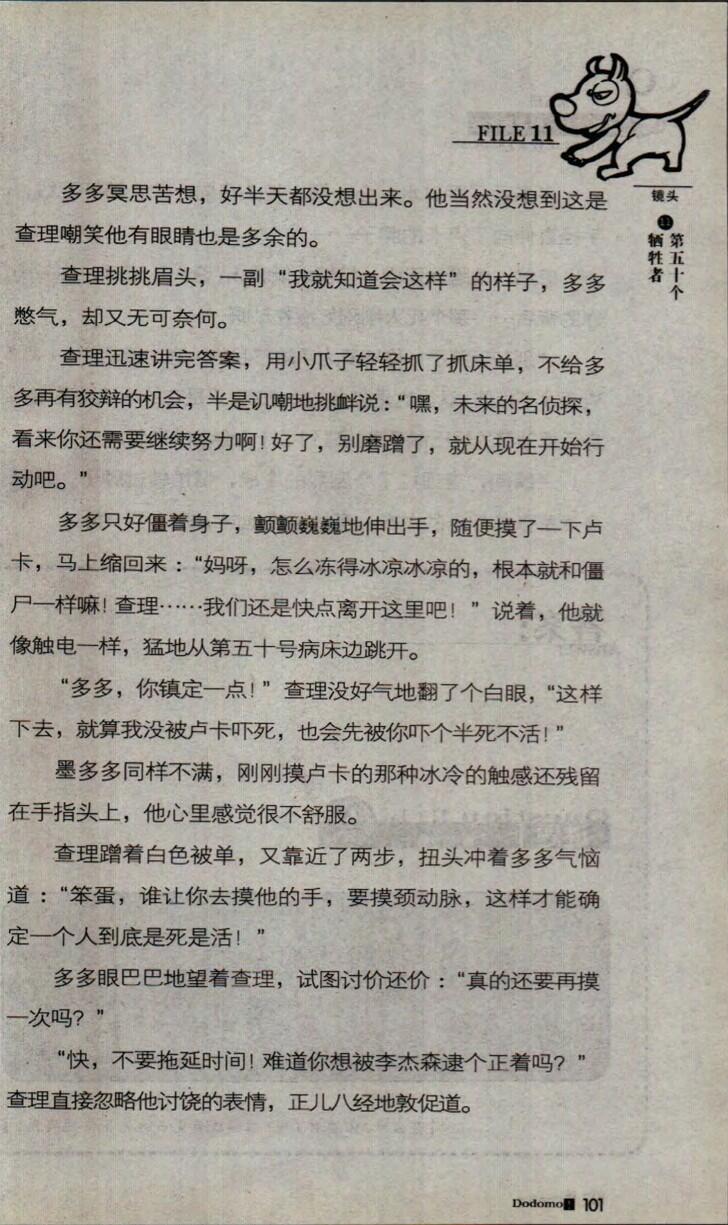 FILE 11
镜头
11
第五十个
牺牲者
多多冥思苦想，好半天都没想出来。他当然没想到这是
查理嘲笑他有眼睛也是多余的。
查理挑挑眉头，一副“我就知道会这样”的样子，多多
憋气，却又无可奈何。
查理迅速讲完答案，用小爪子轻轻抓了抓床单，不给多
多再有狡辩的机会，半是讥嘲地挑衅说：“嘿，未来的名侦探，
看来你还需要继续努力啊！好了，别磨蹭了，就从现在开始行
动吧。”
多多只好僵着身子，颤颤巍巍地伸出手，随便摸了一下卢
卡，马上缩回来：“妈呀，怎么冻得冰凉冰凉的，根本就和僵
尸一样嘛！查理……我们还是快点离开这里吧！”说着，他就
像触电一样，猛地从第五十号病床边跳开。
“多多，你镇定一点！”查理没好气地翻了个白眼，“这样
下去，就算我没被卢卡吓死，也会先被你吓个半死不活！”
墨多多同样不满，刚刚摸卢卡的那种冰冷的触感还残留
在手指头上，他心里感觉很不舒服。
查理蹭着白色被单，又靠近了两步，扭头冲着多多气恼
道：“笨蛋，谁让你去摸他的手，要摸颈动脉，这样才能确
定一个人到底是死是活！”
多多眼巴巴地望着查理，试图讨价还价：“真的还要再摸
一次吗？”
“快，不要拖延时间！难道你想被李杰森逮个正着吗？”
查理直接忽略他讨饶的表情，正儿八经地敦促道。
Dodomo! 101